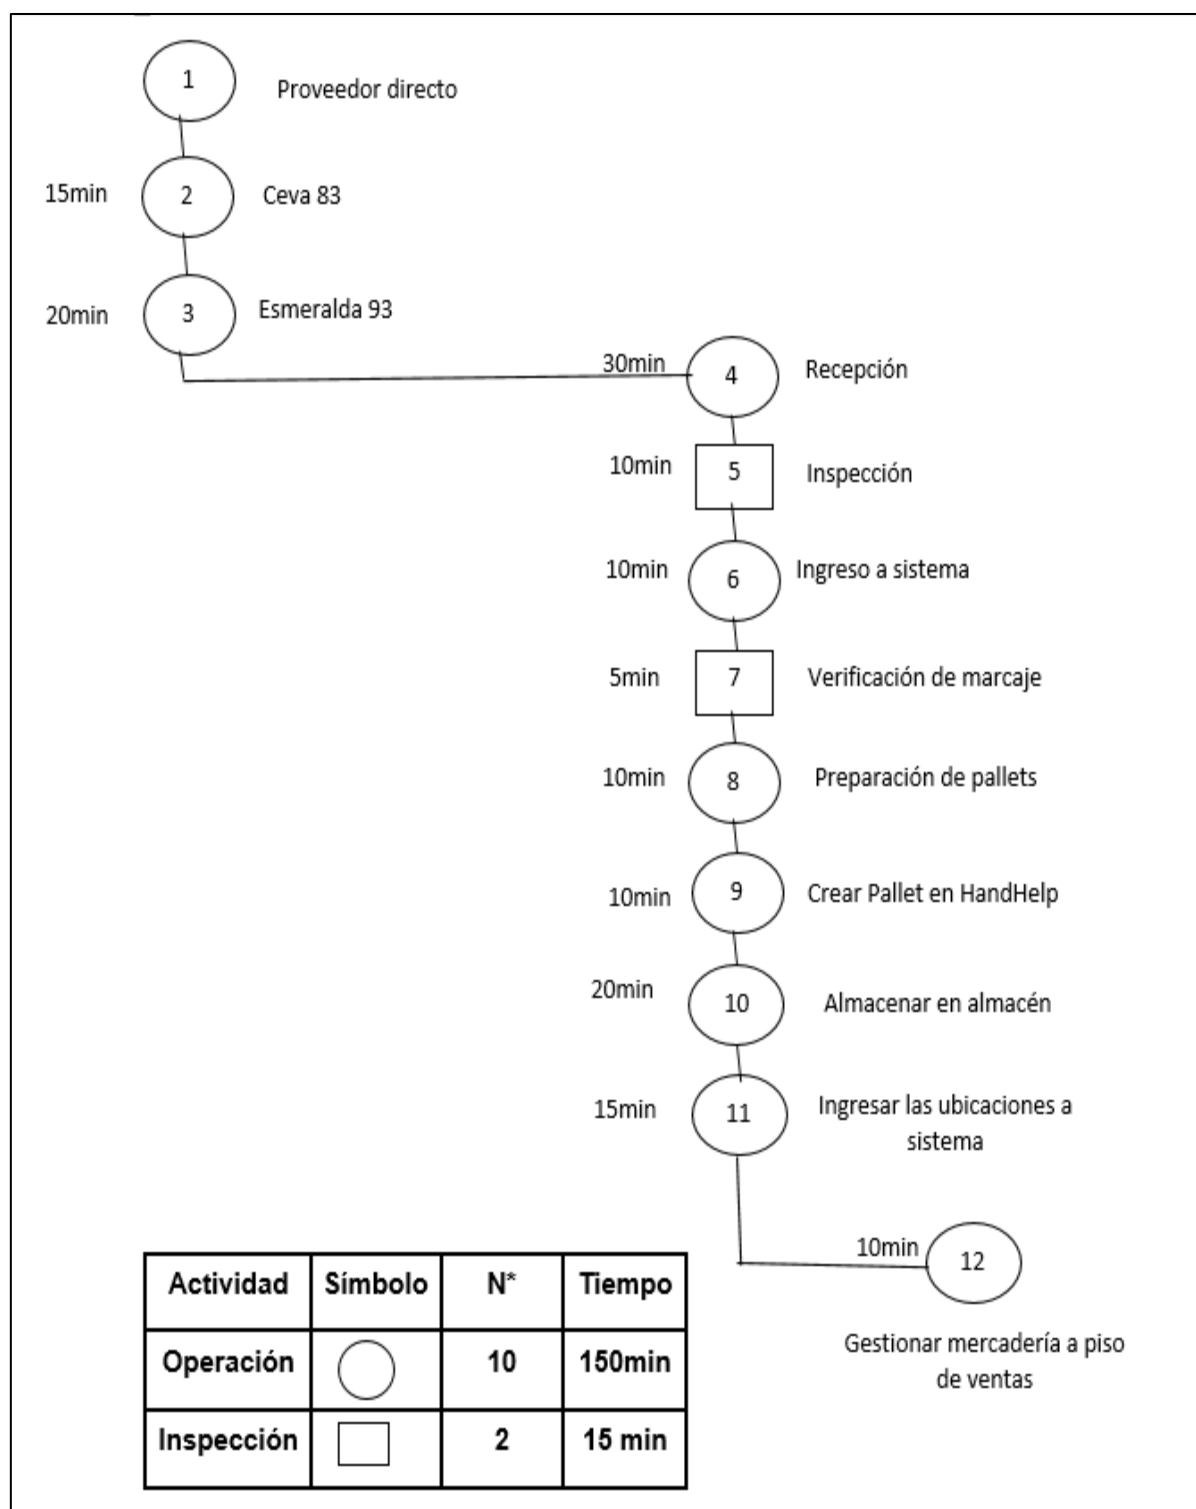 1
Proveedor directo
15min
2
Ceva 83
20min
3
Esmeralda 93
30min
4
Recepción
10min
5
Inspección
10min
6
Ingreso a sistema
5min
7
Verificación de marcaje
10min
8
Preparación de pallets
10min
9
Crear Pallet en HandHelp
20min
10
Almacenar en almacén
15min
11
Ingresar las ubicaciones a
sistema
10min
12
Gestionar mercadería a piso
de ventas
Actividad Símbolo N* Tiempo
Operación 10 150min
Inspección 2 15 min